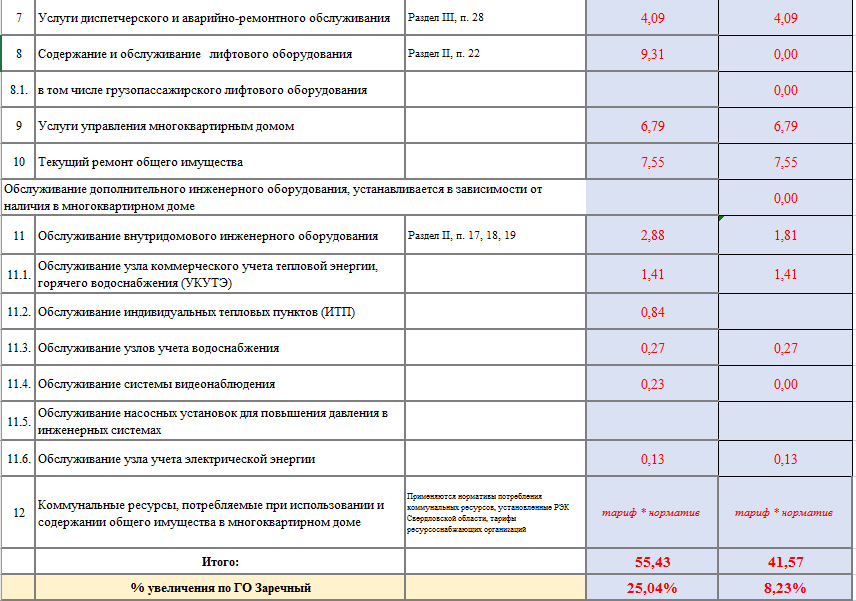 7 Услуги диспетчерского и аварийно-ремонтного обслуживания Раздел III, п. 28 4,09 4,09
8 Содержание и обслуживание лифтового оборудования Раздел II, п. 22 9,31 0,00
8.1. в том числе грузопассажирского лифтового оборудования 0,00
9 Услуги управления многоквартирным домом 6,79 6,79
10 Текущий ремонт общего имущества 7,55 7,55
Обслуживание дополнительного инженерного оборудования, устанавливается в зависимости от
наличия в многоквартирном доме 0,00
11 Обслуживание внутридомового инженерного оборудования Раздел II, п. 17, 18, 19 2,88 1,81
11.1. Обслуживание узла коммерческого учета тепловой энергии,
горячего водоснабжения (УКУТЭ) 1,41 1,41
11.2. Обслуживание индивидуальных тепловых пунктов (ИТП) 0,84
11.3. Обслуживание узлов учета водоснабжения 0,27 0,27
11.4. Обслуживание системы видеонаблюдения 0,23 0,00
11.5. Обслуживание насосных установок для повышения давления в
инженерных системах
11.6. Обслуживание узла учета электрической энергии 0,13 0,13
12 Коммунальные ресурсы, потребляемые при использовании и
содержании общего имущества в многоквартирном доме
Применяются нормативы потребления
коммунальных ресурсов, установленные РЭК
Свердловской области, тарифы
ресурсоснабжающих организаций
тариф * норматив тариф * норматив
Итого: 55,43 41,57
% увеличения по ГО Заречный 25,04% 8,23%